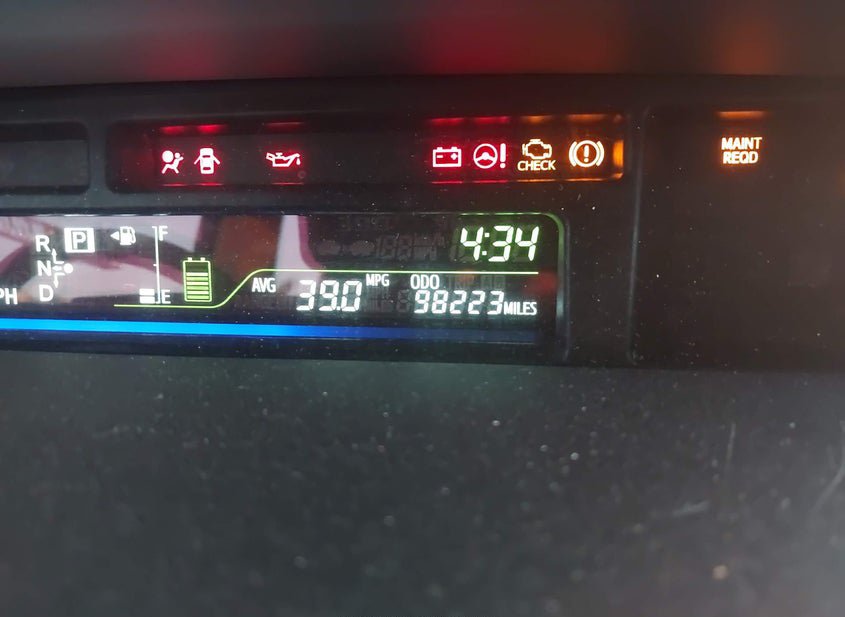 CHECK
MAINT
REQD
4:34
R
P
F
N
D
E
PH
AVG 39.0 MPG
ODO 98223 MILES